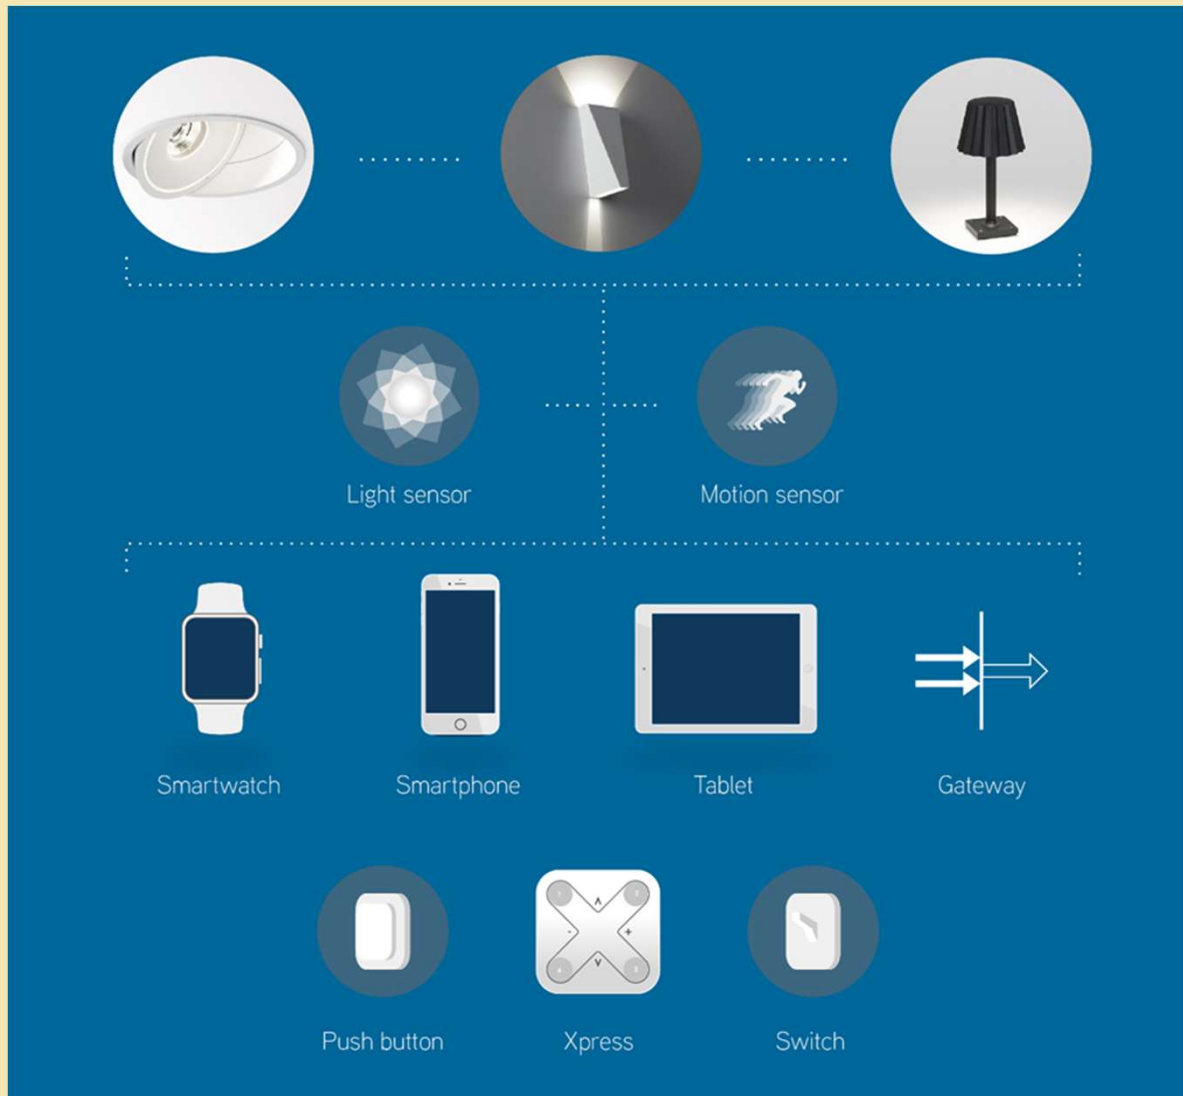 Light sensor
Motion sensor
Smartwatch
Smartphone
Tablet
Gateway
Push button
Xpress
Switch